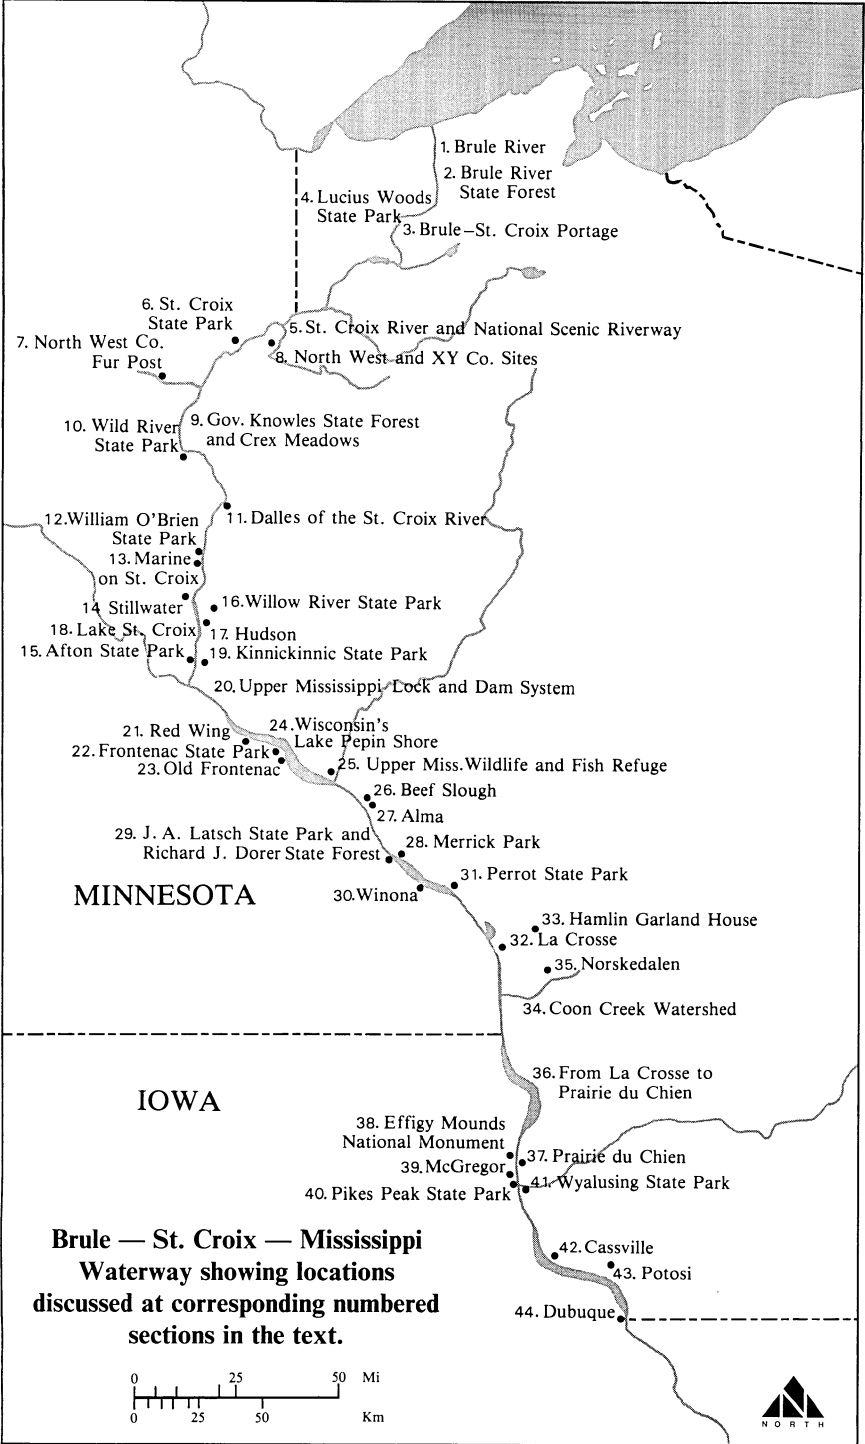 1. Brule River
2. Brule River
State Forest
4. Lucius Woods
State Park
3. Brule–St. Croix Portage
6. St. Croix
State Park
5. St. Croix River and National Scenic Riverway
7. North West Co.
Fur Post
8. North West and XY Co. Sites
9. Gov. Knowles State Forest
and Crex Meadows
10. Wild River
State Park
11. Dalles of the St. Croix River
12. William O'Brien
State Park
13. Marine
on St. Croix
14 Stillwater
16. Willow River State Park
18. Lake St. Croix
17. Hudson
15. Afton State Park
19. Kinnickinnic State Park
20. Upper Mississippi Lock and Dam System
21. Red Wing
24. Wisconsin's
Lake Pepin Shore
22. Frontenac State Park
23. Old Frontenac
25. Upper Miss. Wildlife and Fish Refuge
26. Beef Slough
27. Alma
29. J. A. Latsch State Park and
Richard J. Dorer State Forest
28. Merrick Park
31. Perrot State Park
30. Winona
MINNESOTA
33. Hamlin Garland House
32. La Crosse
35. Norskedalen
34. Coon Creek Watershed
36. From La Crosse to
Prairie du Chien
IOWA
38. Effigy Mounds
National Monument
37. Prairie du Chien
39. McGregor
41. Wyalusing State Park
40. Pikes Peak State Park
42. Cassville
43. Potosi
44. Dubuque
Brule — St. Croix — Mississippi
Waterway showing locations
discussed at corresponding numbered
sections in the text.
0 25 50 Mi
0 25 50 Km
NORTH